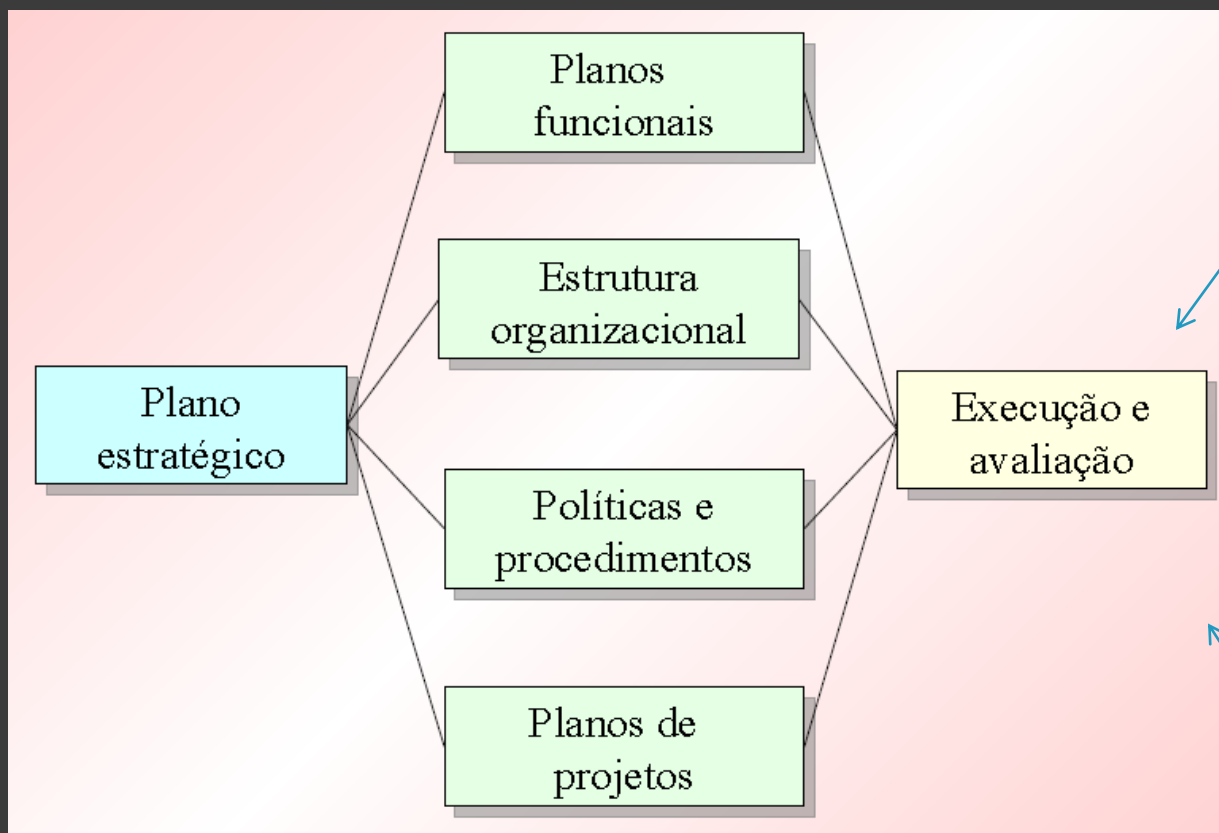 Planos
funcionais
Estrutura
organizacional
Plano
estratégico
Execução e
avaliação
Políticas e
procedimentos
Planos de
projetos